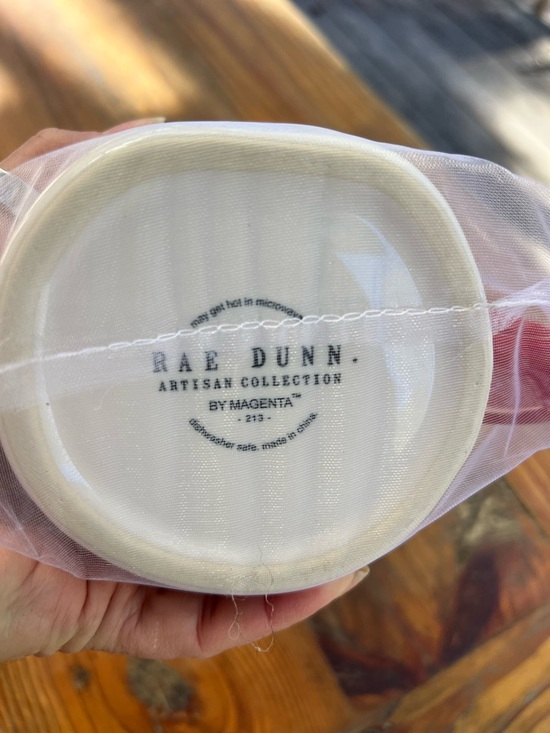 may get hot in microwave.
RAE DUNN.
ARTISAN COLLECTION
BY MAGENTA™
- 213 -
dishwasher safe. made in china.